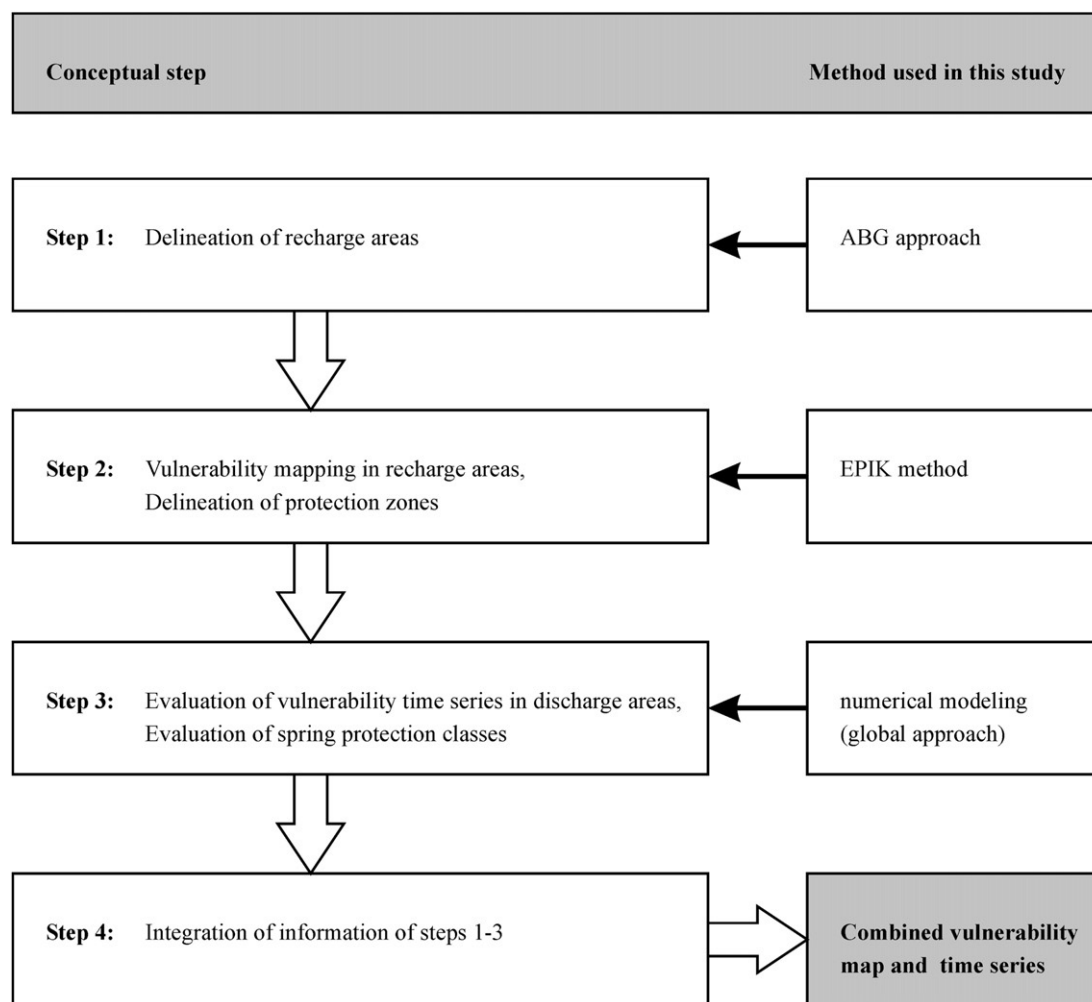 Conceptual step
Method used in this study
Step 1: Delineation of recharge areas
ABG approach
Step 2: Vulnerability mapping in recharge areas,
Delineation of protection zones
EPIK method
Step 3: Evaluation of vulnerability time series in discharge areas,
Evaluation of spring protection classes
numerical modeling
(global approach)
Step 4: Integration of information of steps 1-3
Combined vulnerability
map and time series